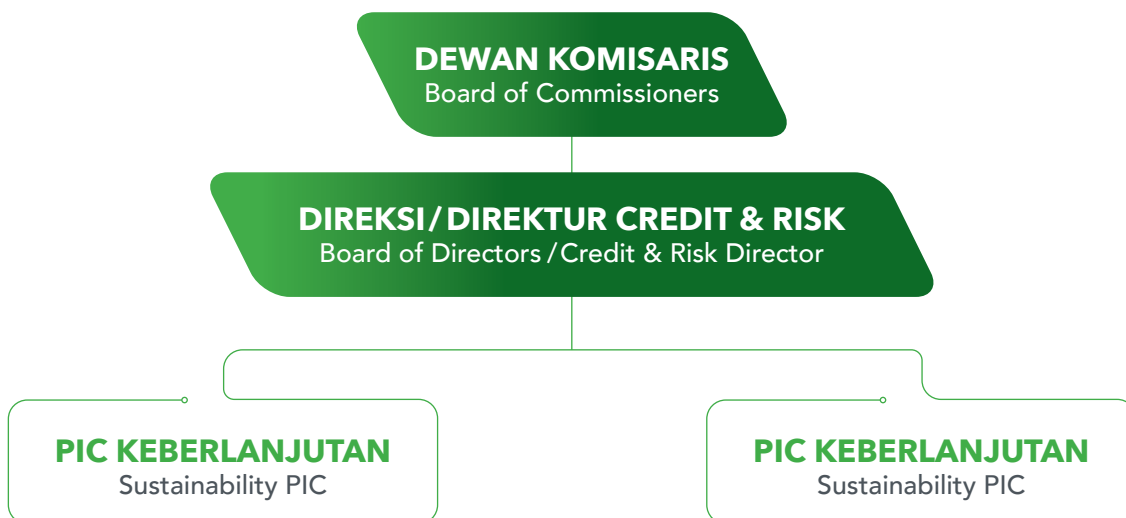 DEWAN KOMISARIS
Board of Commissioners
DIREKSI/DIREKTUR CREDIT & RISK
Board of Directors/Credit & Risk Director
PIC KEBERLANJUTAN
Sustainability PIC
PIC KEBERLANJUTAN
Sustainability PIC